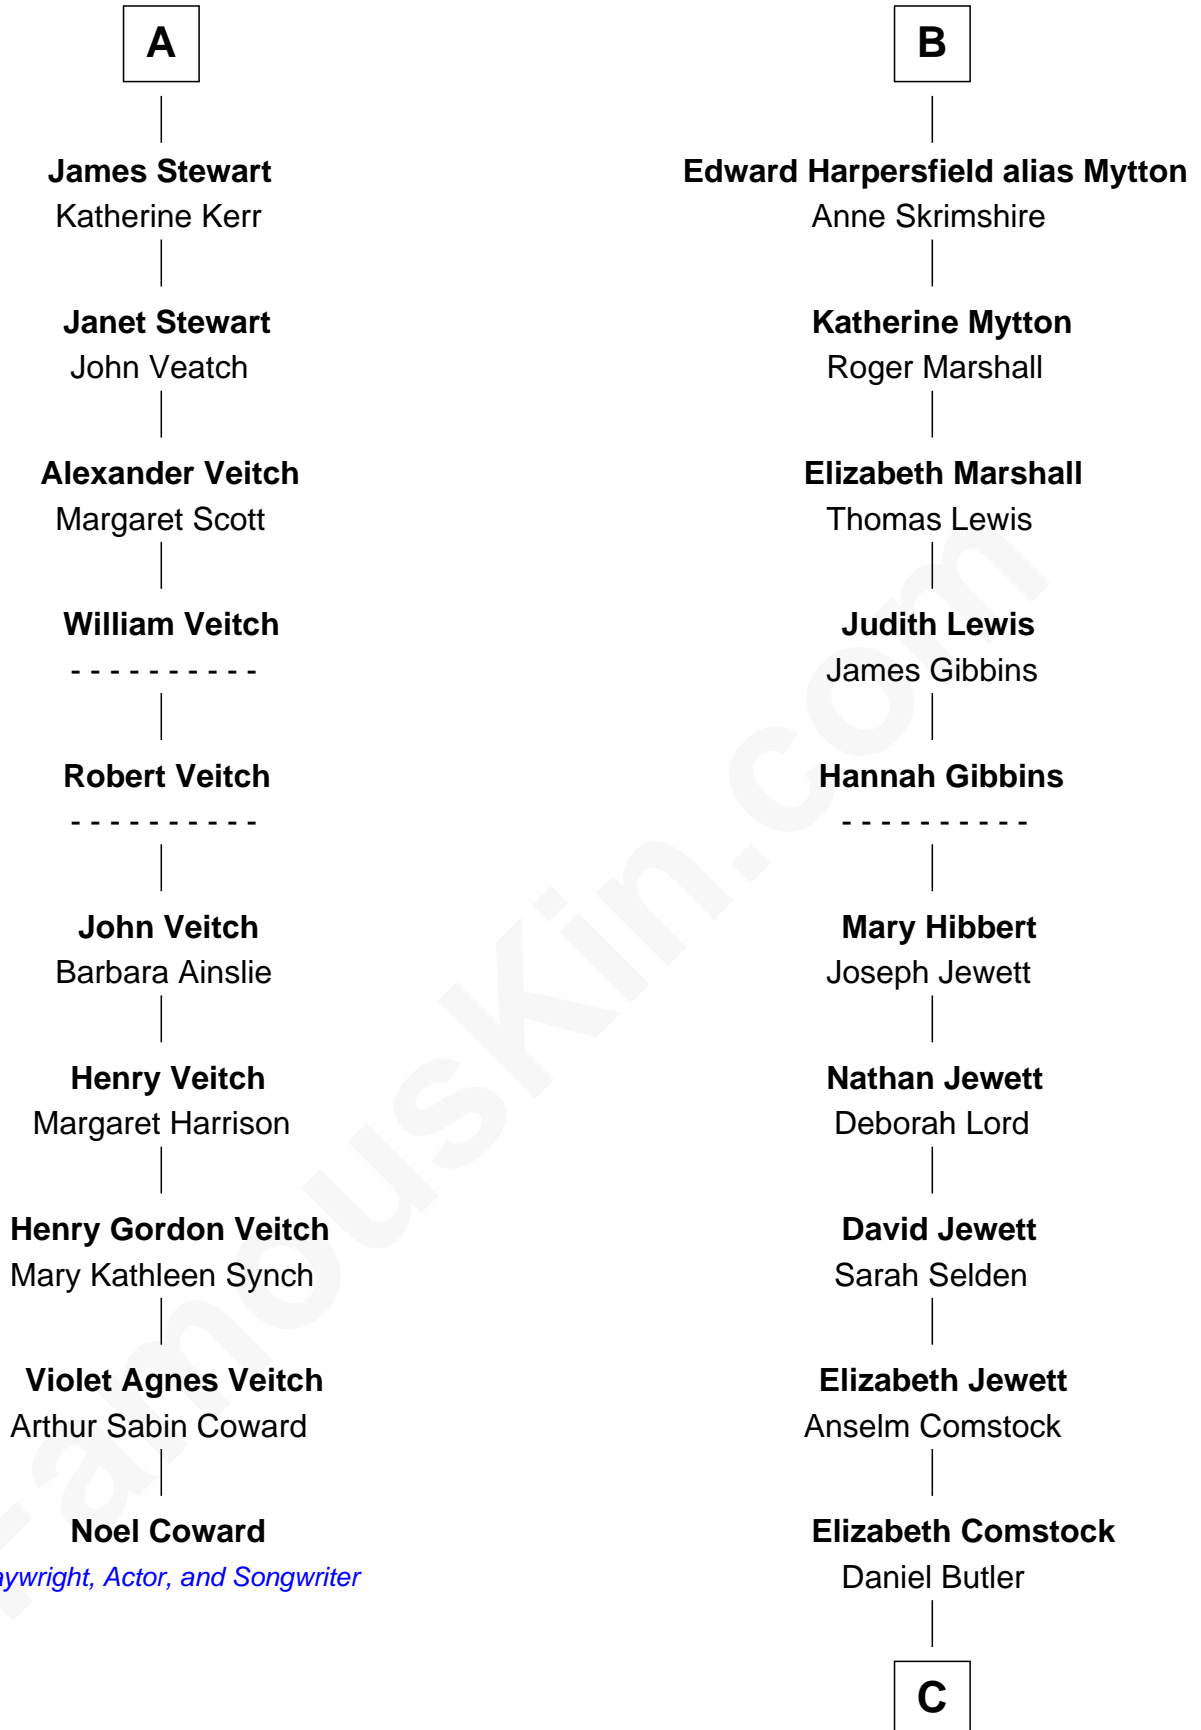 A
James Stewart
Katherine Kerr
Janet Stewart
John Veatch
Alexander Veitch
Margaret Scott
William Veitch
- - - - - - - - - -
Robert Veitch
- - - - - - - - - -
John Veitch
Barbara Ainslie
Henry Veitch
Margaret Harrison
Henry Gordon Veitch
Mary Kathleen Synch
Violet Agnes Veitch
Arthur Sabin Coward
Noel Coward
aywright, Actor, and Songwriter
B
Edward Harpersfield alias Mytton
Anne Skrimshire
Katherine Mytton
Roger Marshall
Elizabeth Marshall
Thomas Lewis
Judith Lewis
James Gibbins
Hannah Gibbins
- - - - - - - - - -
Mary Hibbert
Joseph Jewett
Nathan Jewett
Deborah Lord
David Jewett
Sarah Selden
Elizabeth Jewett
Anselm Comstock
Elizabeth Comstock
Daniel Butler
C
FamousKin.com